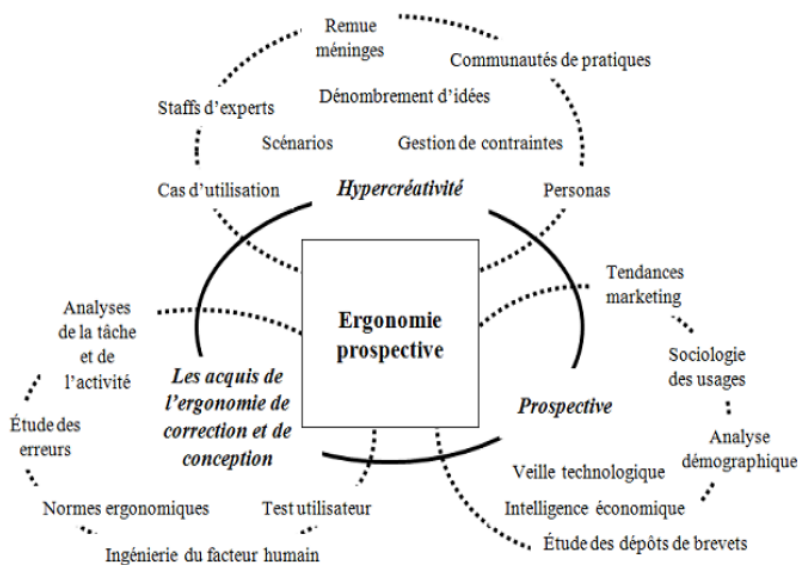 Remue
méninges
Communautés de pratiques
Dénombrement d'idées
Staffs d'experts
Scénarios
Gestion de contraintes
Cas d'utilisation
Hypercréativité
Personas
Tendances
marketing
Analyses
de la tâche
et de
l'activité
Ergonomie
prospective
Sociologie
des usages
Les acquis de
l'ergonomie de
correction et de
conception
Prospective
Étude des
erreurs
Analyse
démographique
Veille technologique
Normes ergonomiques
Test utilisateur
Intelligence économique
Ingénierie du facteur humain
Étude des dépôts de brevets